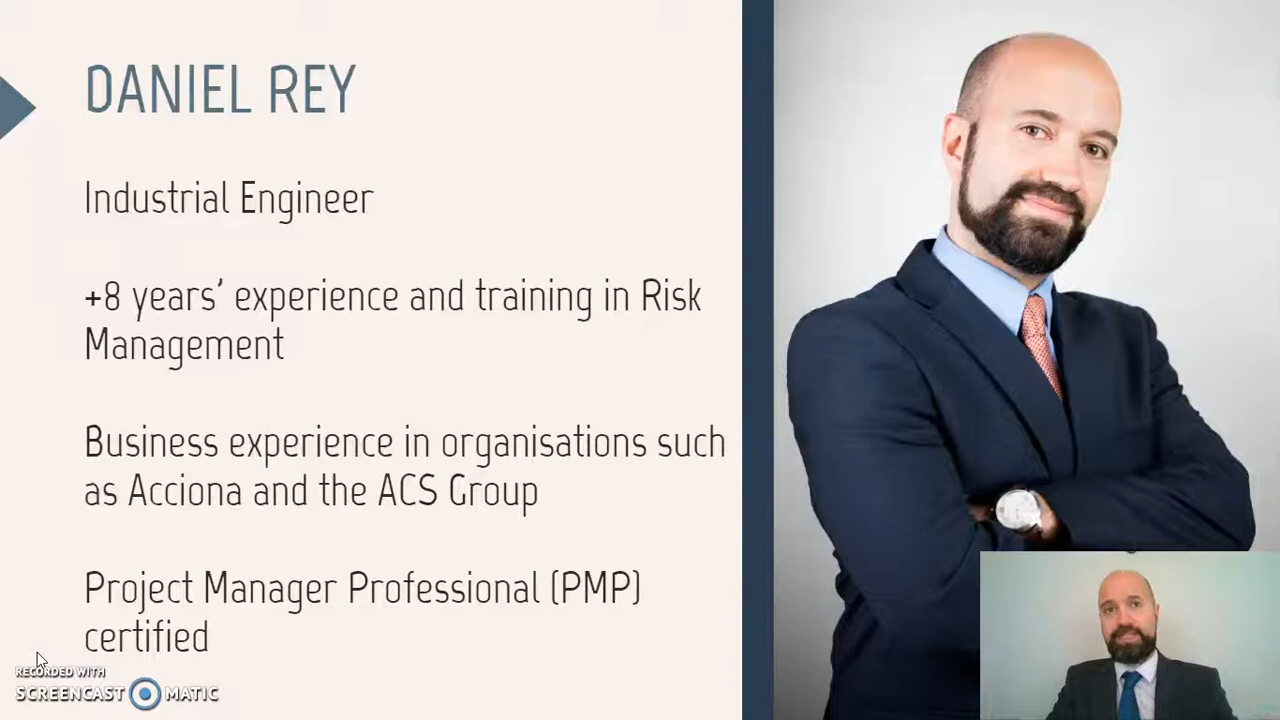 DANIEL REY
Industrial Engineer
+8 years' experience and training in Risk
Management
Business experience in organisations such
as Acciona and the ACS Group
Project Manager Professional (PMP)
certified
RECORDED WITH
SCREENCAST MATIC